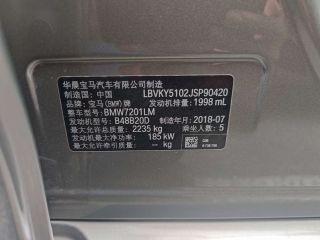 华晨宝马汽车有限公司制造
制造国：中国 LBVKY5102JSP90420
品牌：宝马(BMW)牌 发动机排量：1998 mL
整车型号：BMW7201LM
发动机型号：B48B20D 制造年月：2018-07
最大允许总质量：2235 kg 乘坐人数：5
发动机最大净功率：185 kW
最大允许牵引质量：-- kg